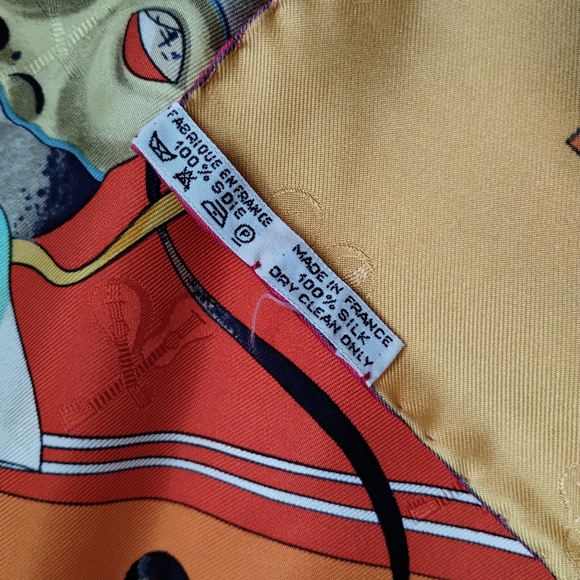 FABRIQUE EN FRANCE
100% SOIE
P
MADE IN FRANCE
100% SILK
DRY CLEAN ONLY